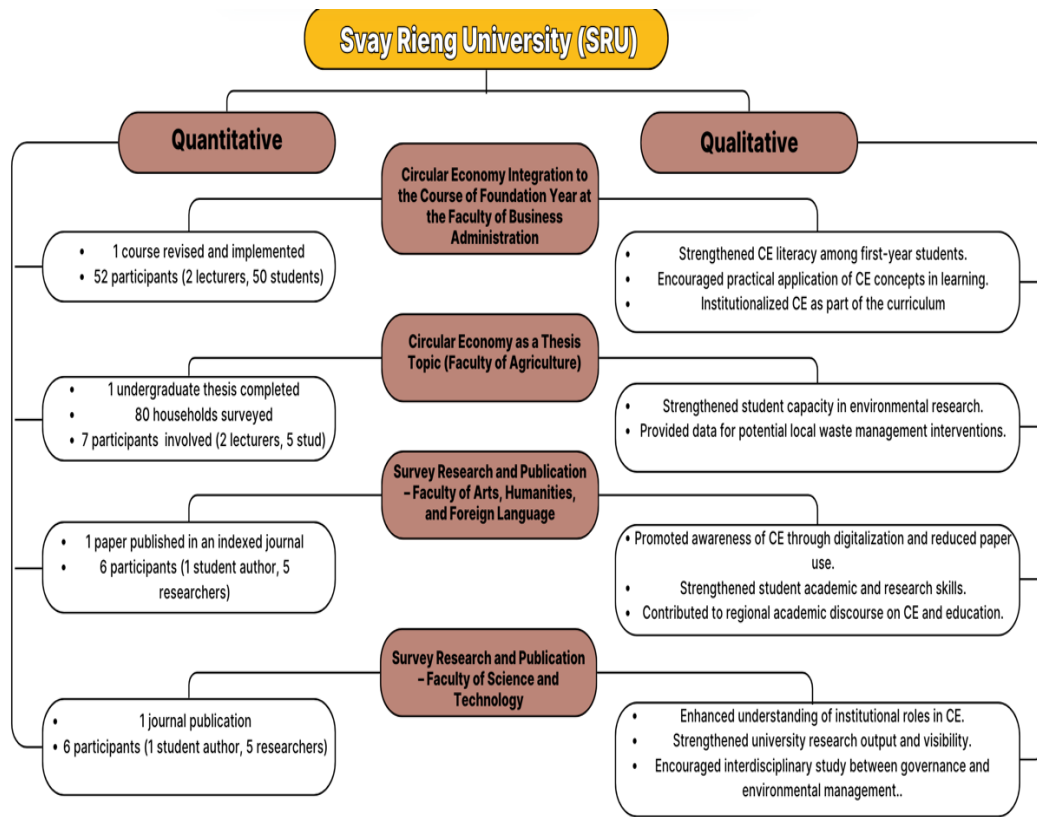 Svay Rieng University (SRU)
Quantitative
Qualitative
Circular Economy Integration to
the Course of Foundation Year at
the Faculty of Business
Administration
• 1 course revised and implemented
• 52 participants (2 lecturers, 50 students)
• Strengthened CE literacy among first-year students.
• Encouraged practical application of CE concepts in learning.
• Institutionalized CE as part of the curriculum
Circular Economy as a Thesis
Topic (Faculty of Agriculture)
• 1 undergraduate thesis completed
• 80 households surveyed
• 7 participants involved (2 lecturers, 5 stud)
• Strengthened student capacity in environmental research.
• Provided data for potential local waste management interventions.
Survey Research and Publication
– Faculty of Arts, Humanities,
and Foreign Language
• 1 paper published in an indexed journal
• 6 participants (1 student author, 5
researchers)
• Promoted awareness of CE through digitalization and reduced paper
use.
• Strengthened student academic and research skills.
• Contributed to regional academic discourse on CE and education.
Survey Research and Publication
– Faculty of Science and
Technology
• 1 journal publication
• 6 participants (1 student author, 5 researchers)
• Enhanced understanding of institutional roles in CE.
• Strengthened university research output and visibility.
• Encouraged interdisciplinary study between governance and
environmental management..